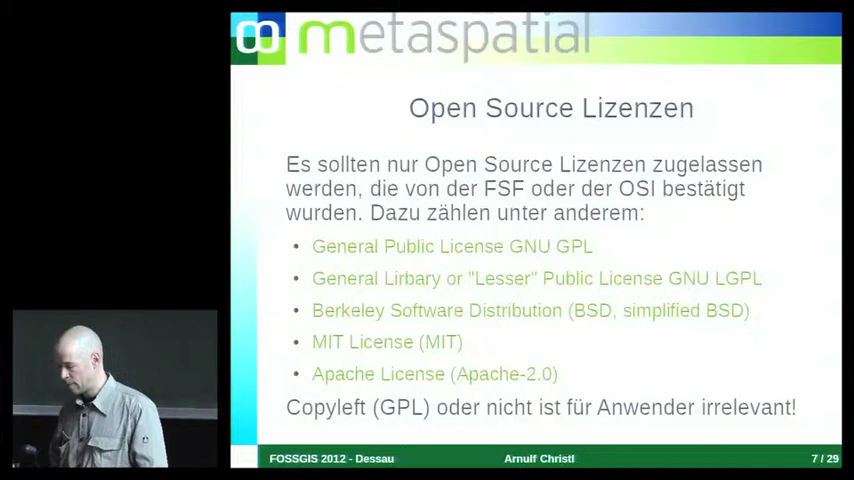 metaspatial
Open Source Lizenzen
Es sollten nur Open Source Lizenzen zugelassen
werden, die von der FSF oder der OSI bestätigt
wurden. Dazu zählen unter anderem:
• General Public License GNU GPL
• General Lirbary or "Lesser" Public License GNU LGPL
• Berkeley Software Distribution (BSD, simplified BSD)
• MIT License (MIT)
• Apache License (Apache-2.0)
Copyleft (GPL) oder nicht ist für Anwender irrelevant!
FOSSGIS 2012 - Dessau Arnulf Christl 7 / 29